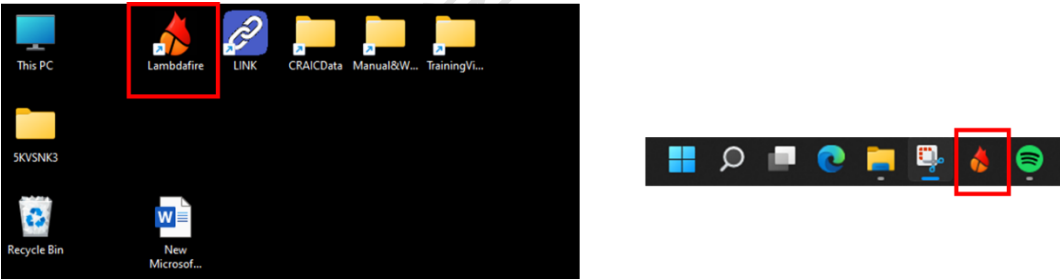 This PC
Lambdafire
LINK
CRAICData
Manual&W...
TrainingVi...
5KVSNK3
Recycle Bin
W
New
Microsof...